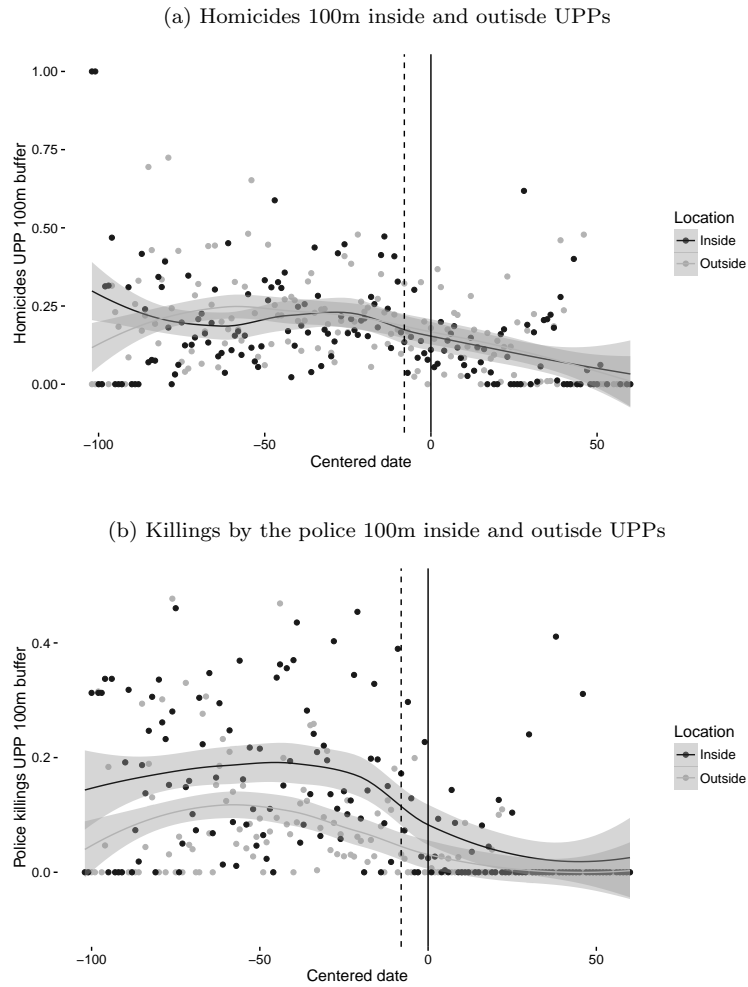 (a) Homicides 100m inside and outisde UPPs
Homicides UPP 100m buffer
1.00
0.75
0.50
0.25
0.00
−100
−50
0
50
Centered date
Location
Inside
Outside
(b) Killings by the police 100m inside and outisde UPPs
Police killings UPP 100m buffer
0.4
0.2
0.0
−100
−50
0
50
Centered date
Location
Inside
Outside